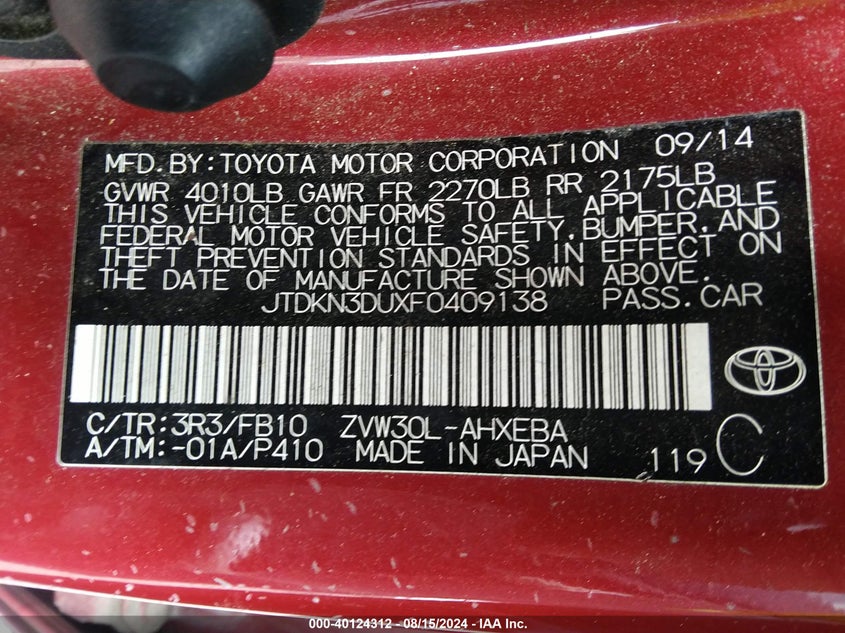 MFD.BY:TOYOTA MOTOR CORPORATION 09/14
GVWR 4010LB GAWR FR 2270LB RR 2175LB
THIS VEHICLE CONFORMS TO ALL APPLICABLE
FEDERAL MOTOR VEHICLE SAFETY,BUMPER,AND
THEFT PREVENTION STANDARDS IN EFFECT ON
THE DATE OF MANUFACTURE SHOWN ABOVE.
JTDKN3DUXF0409138 PASS.CAR
C/TR:3R3/FB10 ZVW30L-AHXEBA
A/TM:-01A/P410 MADE IN JAPAN 119 C
000-40124312 - 08/15/2024 - IAA Inc.